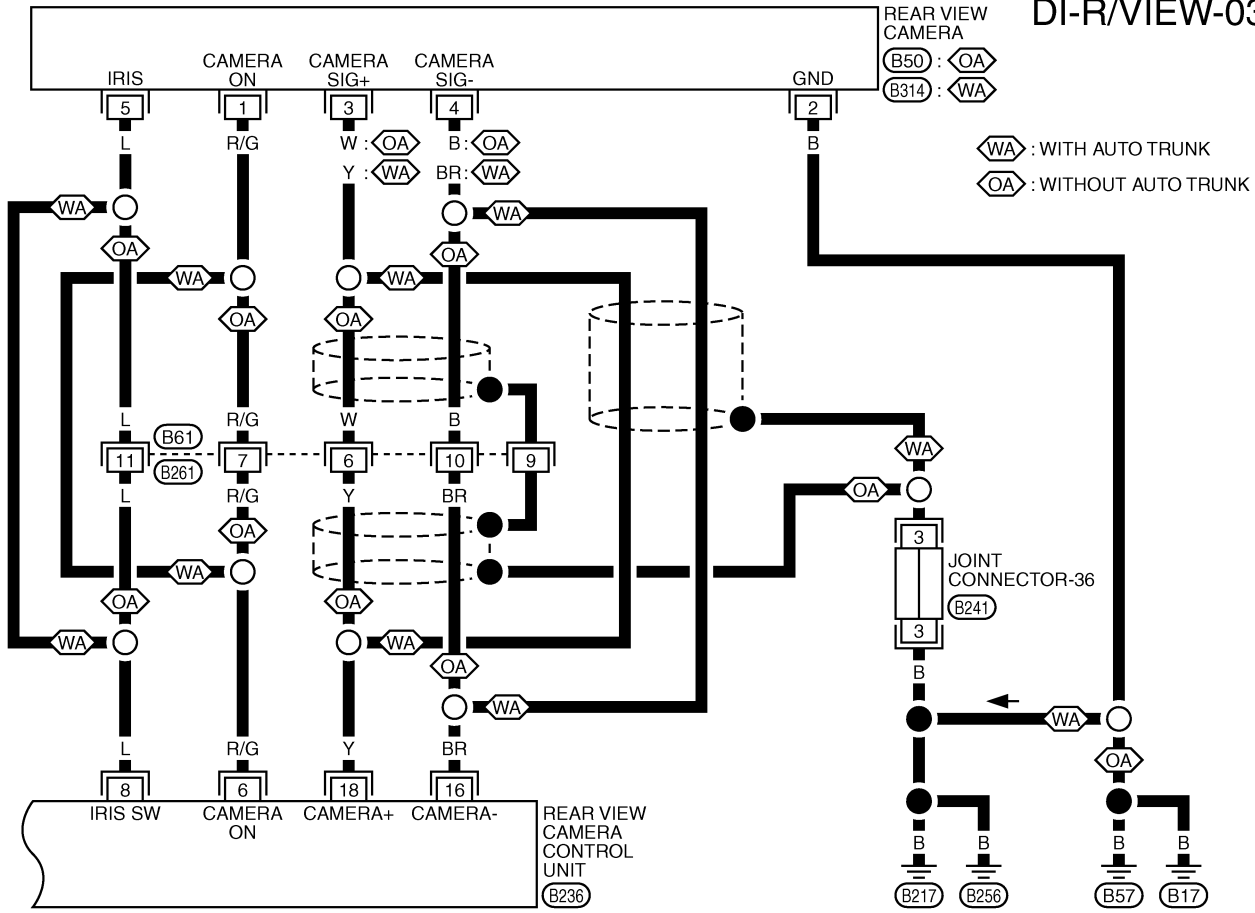 DI-R/VIEW-03
REAR VIEW
CAMERA
B50 : OA
B314 : WA
IRIS
CAMERA
ON
CAMERA
SIG+
CAMERA
SIG-
GND
5 1 3 4 2
L R/G W : OA B : OA B
Y : WA BR : WA
WA : WITH AUTO TRUNK
OA : WITHOUT AUTO TRUNK
WA WA
OA OA
WA WA
OA OA
L R/G W B
B61
WA
11 7 6 10 9
B261
L R/G Y BR
OA
OA
3
WA
JOINT
CONNECTOR-36
B241
OA OA
3
WA WA
OA
B
WA
WA
OA
L R/G Y BR
8 6 18 16
IRIS SW
CAMERA
ON
CAMERA+
CAMERA-
REAR VIEW
CAMERA
CONTROL
UNIT
B236
B B B B
B217 B256 B57 B17